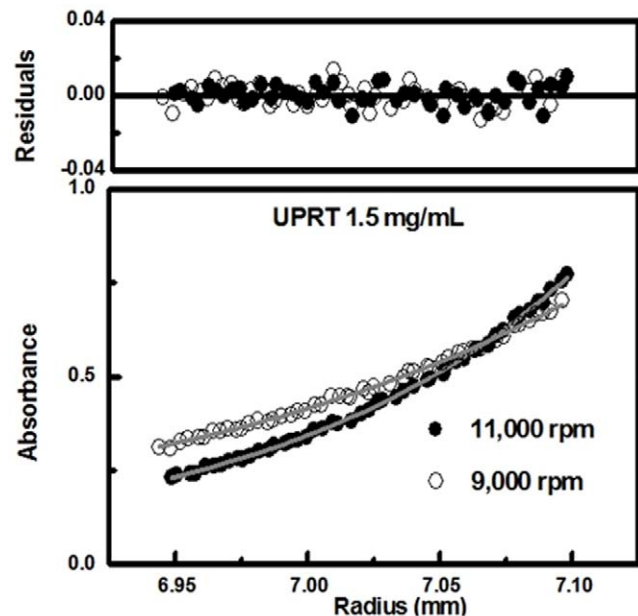 0.04
0.00
-0.04
Residuals
1.0
UPRT 1.5 mg/mL
0.5
Absorbance
11,000 rpm
9,000 rpm
0.0
6.95 7.00 7.05 7.10
Radius (mm)